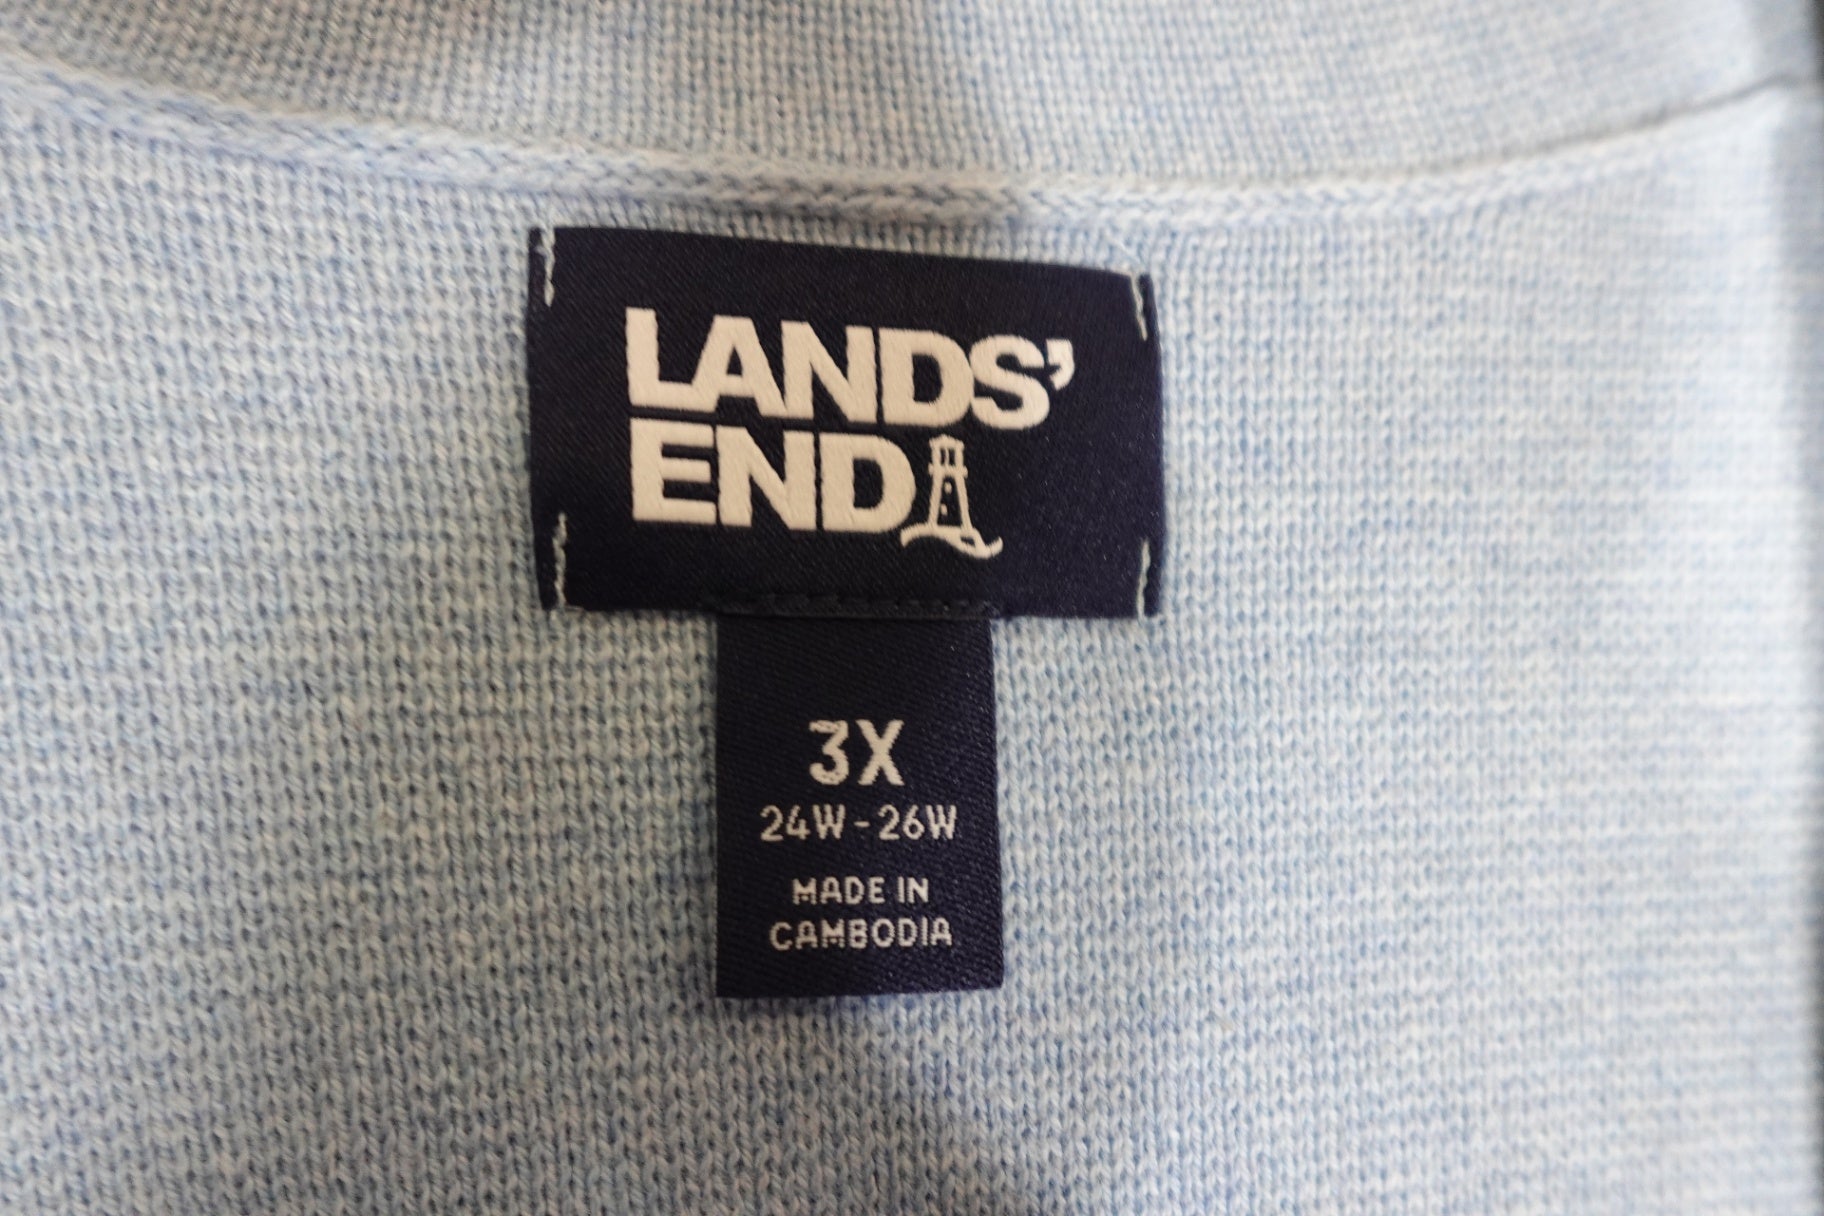 LANDS'
END
3X
24W-26W
MADE IN
CAMBODIA